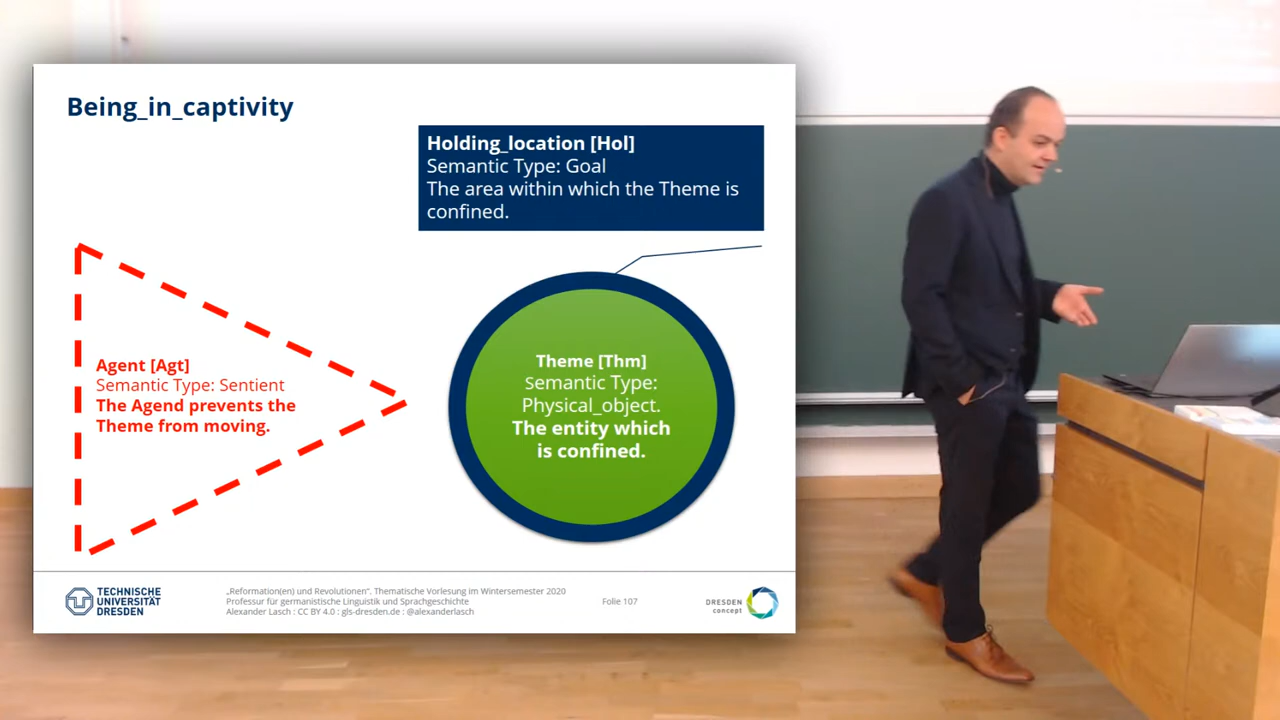 Being_in_captivity
Holding_location [Hol]
Semantic Type: Goal
The area within which the Theme is
confined.
Agent [Agt]
Semantic Type: Sentient
The Agend prevents the
Theme from moving.
Theme [Thm]
Semantic Type:
Physical_object.
The entity which
is confined.
TECHNISCHE
UNIVERSITÄT
DRESDEN
„Reformation(en) und Revolutionen“. Thematische Vorlesung im Wintersemester 2020
Professur für germanistische Linguistik und Sprachgeschichte
Alexander Lasch : CC BY 4.0 : gls-dresden.de : @alexanderlasch
Folie 107
DRESDEN
concept